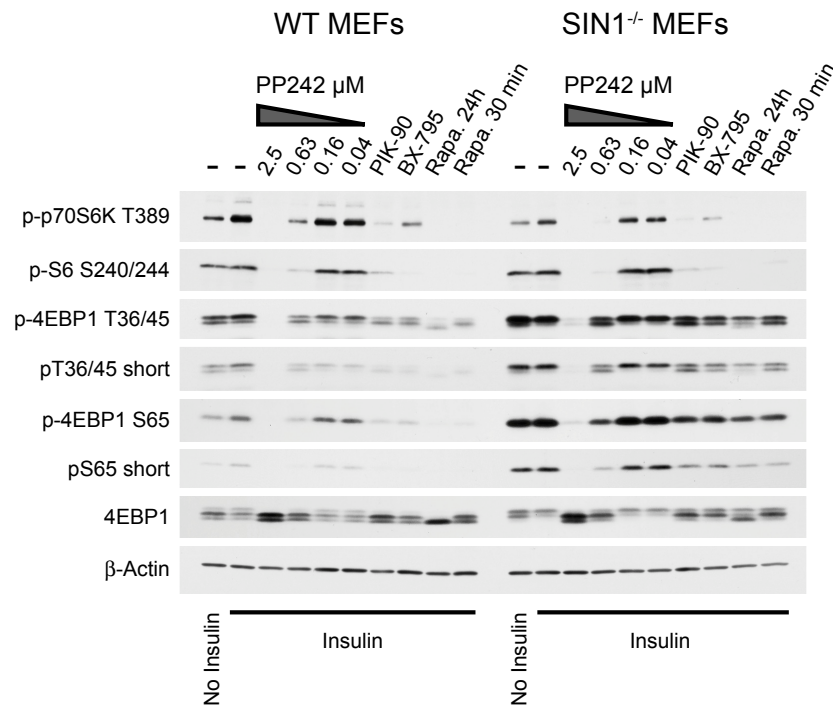 WT MEFs
SIN1-/- MEFs
PP242 µM
PP242 µM
– – 2.5 0.63 0.16 0.04 PIK-90 BX-795 Rapa. 24h Rapa. 30 min
– – 2.5 0.63 0.16 0.04 PIK-90 BX-795 Rapa. 24h Rapa. 30 min
p-p70S6K T389
p-S6 S240/244
p-4EBP1 T36/45
pT36/45 short
p-4EBP1 S65
pS65 short
4EBP1
β-Actin
No Insulin
Insulin
No Insulin
Insulin